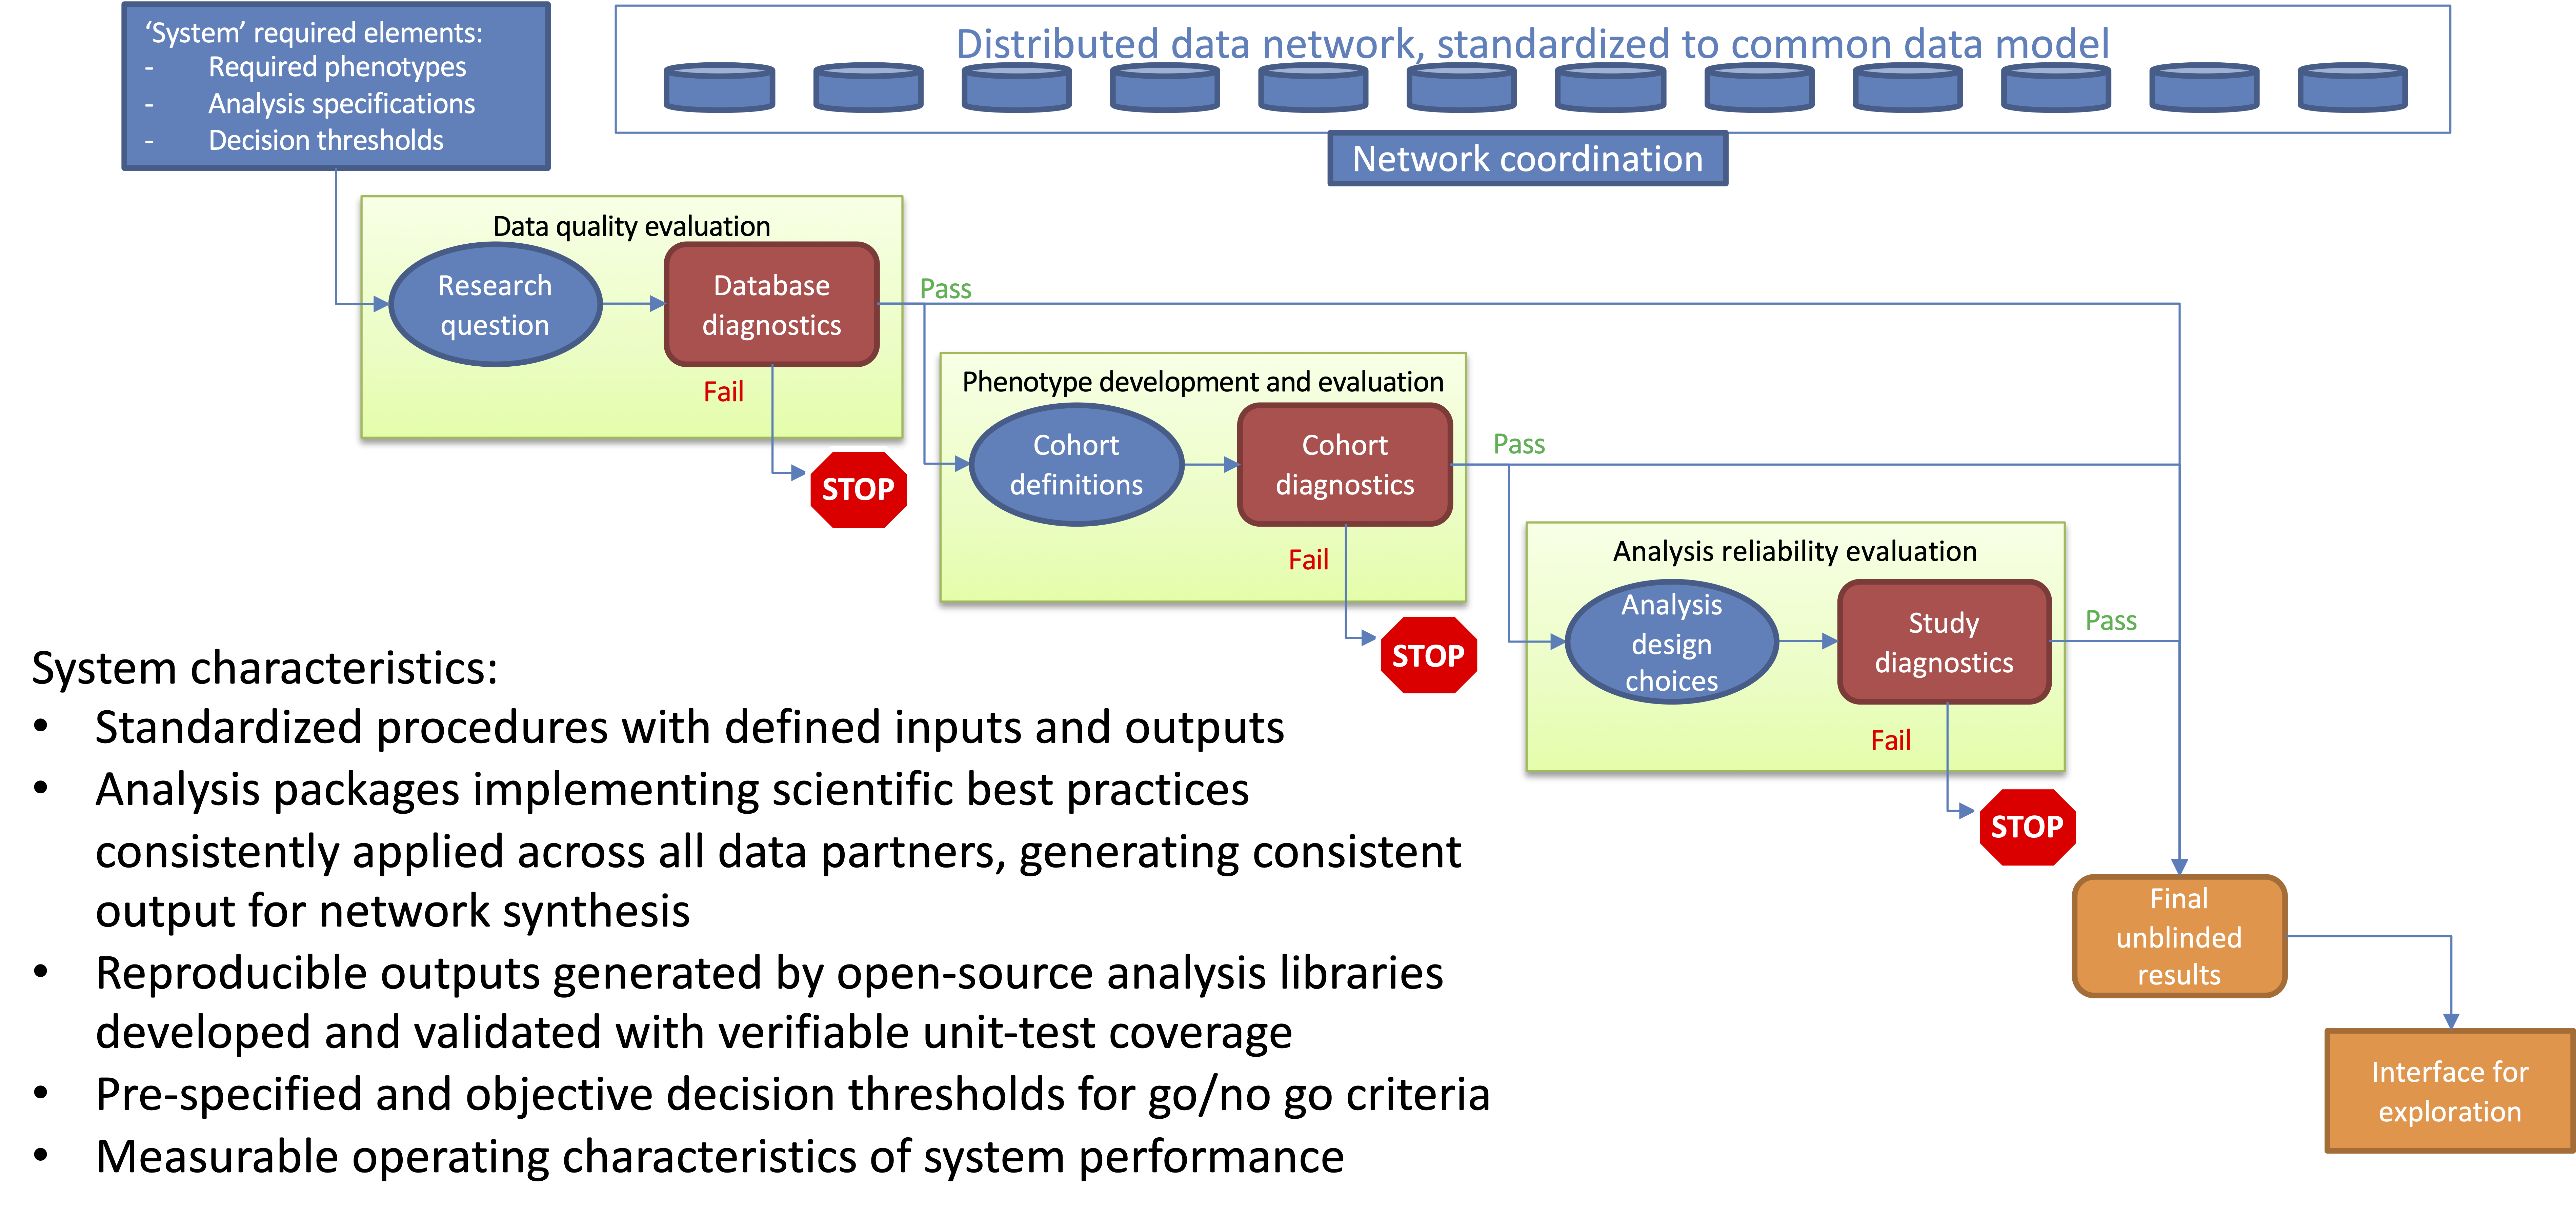 ‘System’ required elements:
- Required phenotypes
- Analysis specifications
- Decision thresholds
Distributed data network, standardized to common data model
Network coordination
Data quality evaluation
Research
question
Database
diagnostics
Pass
Fail
STOP
Phenotype development and evaluation
Cohort
definitions
Cohort
diagnostics
Pass
Fail
STOP
Analysis reliability evaluation
Analysis
design
choices
Study
diagnostics
Pass
Fail
STOP
Final
unblinded
results
Interface for
exploration
System characteristics:
• Standardized procedures with defined inputs and outputs
• Analysis packages implementing scientific best practices
consistently applied across all data partners, generating consistent
output for network synthesis
• Reproducible outputs generated by open-source analysis libraries
developed and validated with verifiable unit-test coverage
• Pre-specified and objective decision thresholds for go/no go criteria
• Measurable operating characteristics of system performance